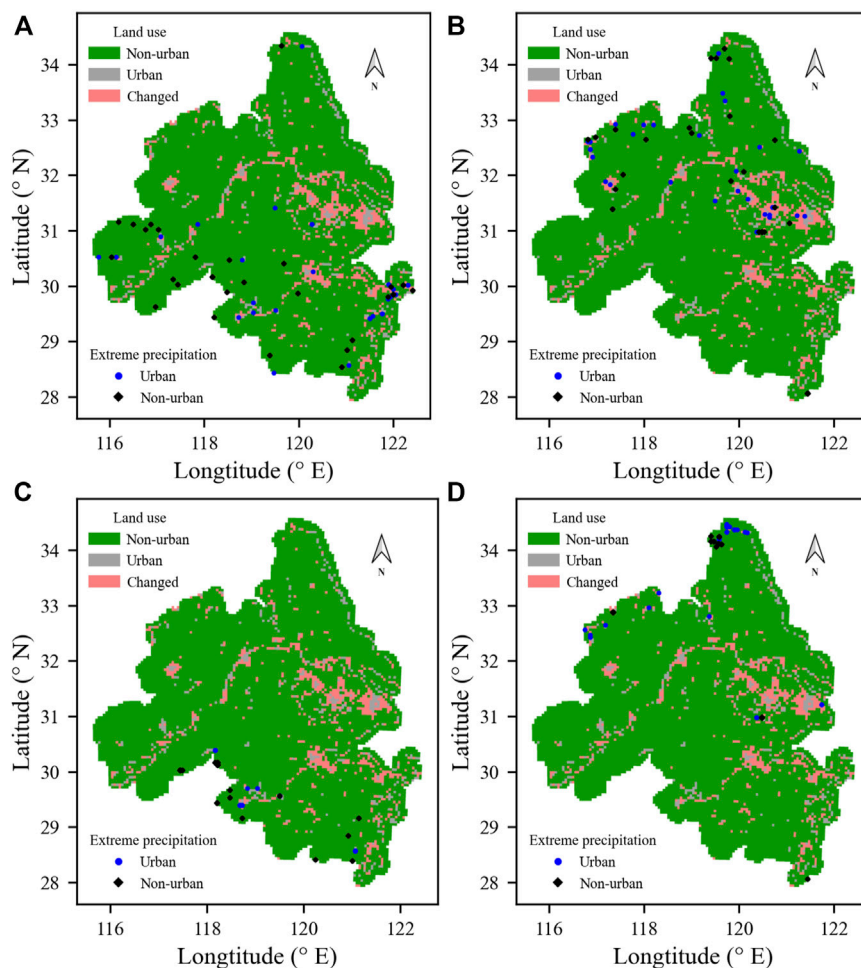 A
Land use
Non-urban
Urban
Changed
N
34
33
32
31
30
29
28
Latitude (° N)
Extreme precipitation
Urban
Non-urban
116
118
120
122
Longtitude (° E)
B
Land use
Non-urban
Urban
Changed
N
34
33
32
31
30
29
28
Latitude (° N)
Extreme precipitation
Urban
Non-urban
116
118
120
122
Longtitude (° E)
C
Land use
Non-urban
Urban
Changed
N
34
33
32
31
30
29
28
Latitude (° N)
Extreme precipitation
Urban
Non-urban
116
118
120
122
Longtitude (° E)
D
Land use
Non-urban
Urban
Changed
N
34
33
32
31
30
29
28
Latitude (° N)
Extreme precipitation
Urban
Non-urban
116
118
120
122
Longtitude (° E)